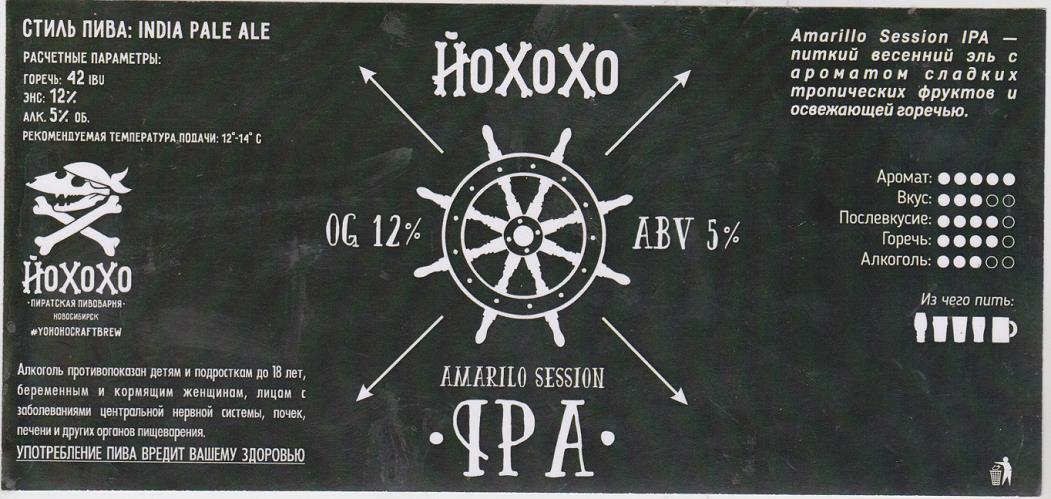 СТИЛЬ ПИВА: INDIA PALE ALE
РАСЧЕТНЫЕ ПАРАМЕТРЫ:
ГОРЕЧЬ: 42 IBU
ЭНС: 12%
АЛК. 5% ОБ.
РЕКОМЕНДУЕМАЯ ТЕМПЕРАТУРА ПОДАЧИ: 12°-14° С
ЙОХОХО
·ПИРАТСКАЯ ПИВОВАРНЯ·
НОВОСИБИРСК
#YOHOHOCRAFTBREW
Алкоголь противопоказан детям и подросткам до 18 лет,
беременным и кормящим женщинам, лицам с
заболеваниями центральной нервной системы, почек,
печени и других органов пищеварения.
УПОТРЕБЛЕНИЕ ПИВА ВРЕДИТ ВАШЕМУ ЗДОРОВЬЮ
ЙОХОХО
OG 12%
ABV 5%
AMARILO SESSION
·IPA·
Amarillo Session IPA —
питкий весенний эль с
ароматом сладких
тропических фруктов и
освежающей горечью.
Аромат:
Вкус:
Послевкусие:
Горечь:
Алкоголь:
Из чего пить: